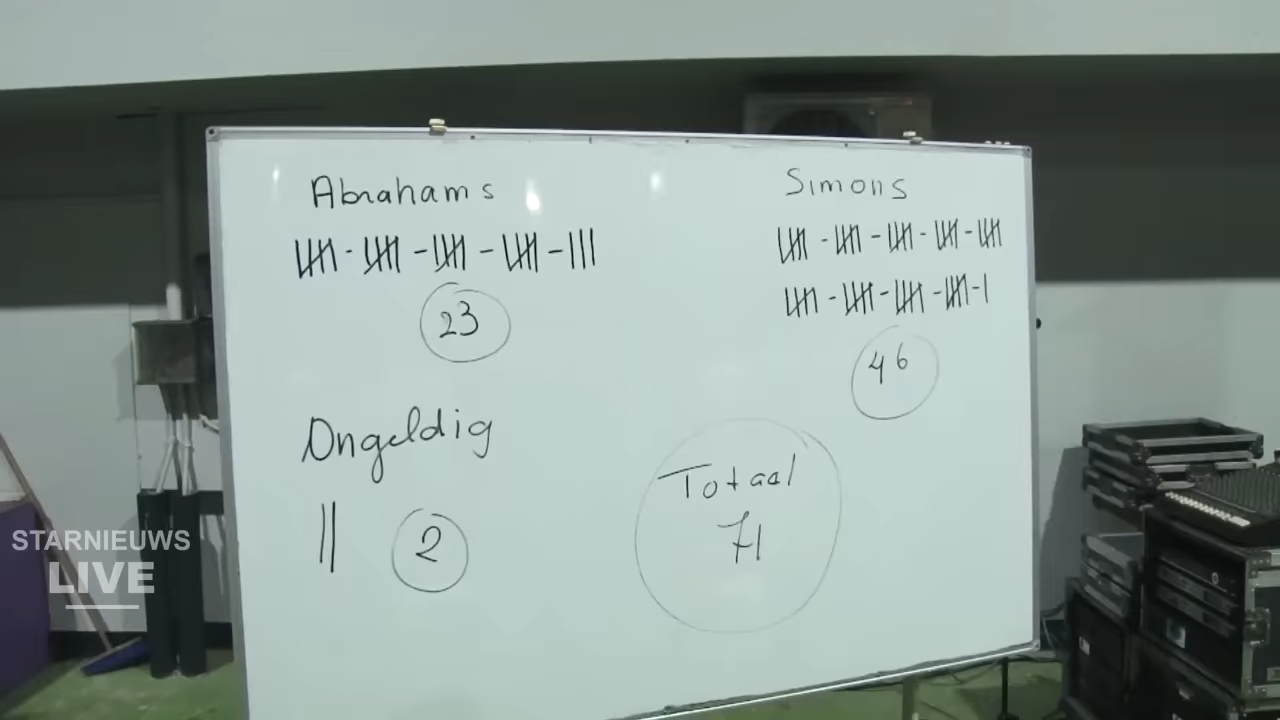 Abrahams
23
Simons
46
Ongeldig
2
Totaal
71
STARNIEUWS
LIVE